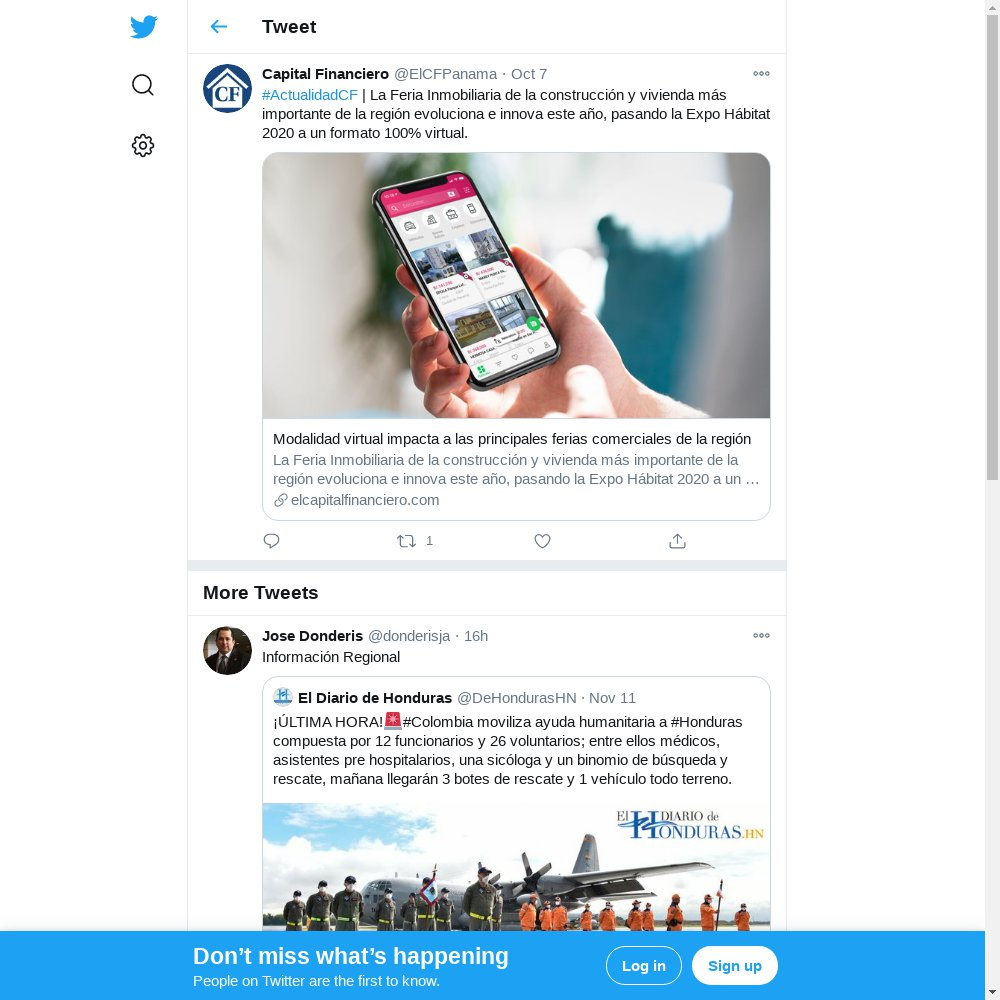 Tweet
Capital Financiero @ElCFPanama · Oct 7
#ActualidadCF | La Feria Inmobiliaria de la construcción y vivienda más
importante de la región evoluciona e innova este año, pasando la Expo Hábitat
2020 a un formato 100% virtual.
CF
Modalidad virtual impacta a las principales ferias comerciales de la región
La Feria Inmobiliaria de la construcción y vivienda más importante de la
región evoluciona e innova este año, pasando la Expo Hábitat 2020 a un …
elcapitalfinanciero.com
1
More Tweets
Jose Donderis @donderisja · 16h
Información Regional
El Diario de Honduras @DeHondurasHN · Nov 11
¡ÚLTIMA HORA!🚨#Colombia moviliza ayuda humanitaria a #Honduras
compuesta por 12 funcionarios y 26 voluntarios; entre ellos médicos,
asistentes pre hospitalarios, una sicóloga y un binomio de búsqueda y
rescate, mañana llegarán 3 botes de rescate y 1 vehículo todo terreno.
El DIARIO de
HONDURAS.HN
Don’t miss what’s happening
People on Twitter are the first to know.
Log in
Sign up